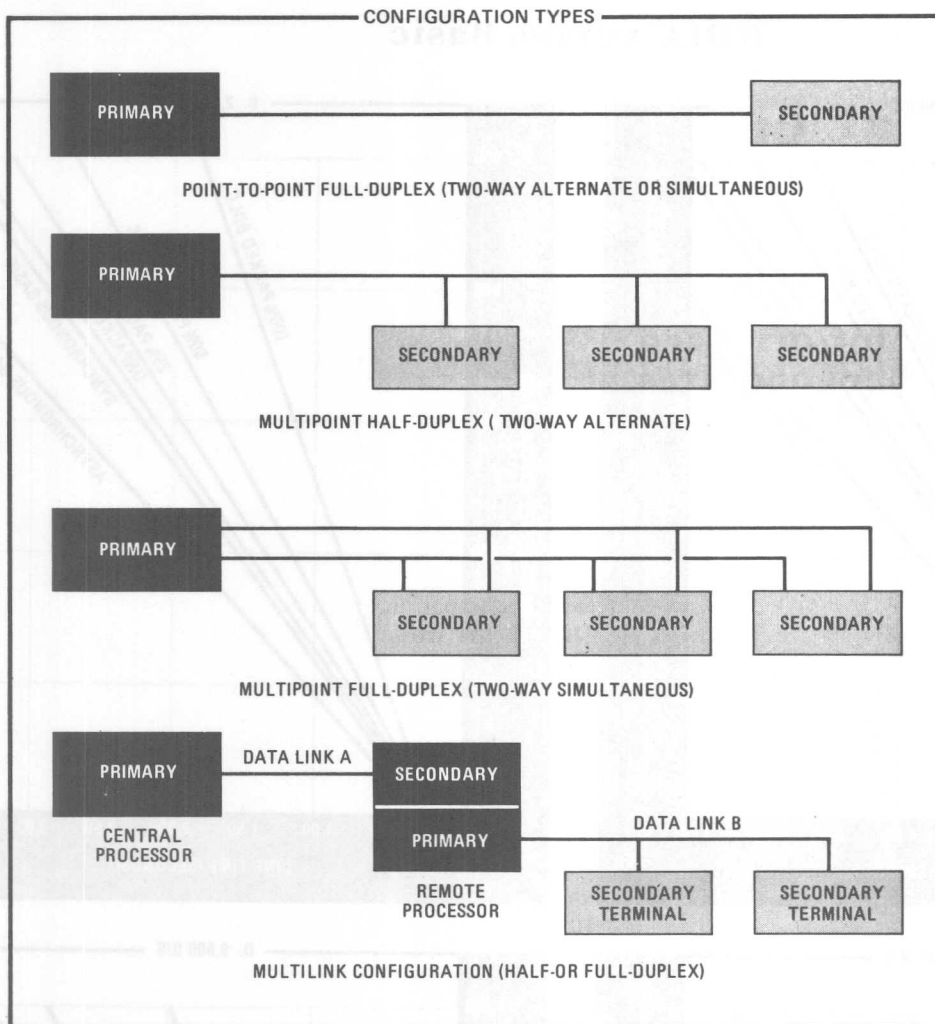 CONFIGURATION TYPES
PRIMARY
SECONDARY
POINT-TO-POINT FULL-DUPLEX (TWO-WAY ALTERNATE OR SIMULTANEOUS)
PRIMARY
SECONDARY SECONDARY SECONDARY
MULTIPOINT HALF-DUPLEX ( TWO-WAY ALTERNATE)
PRIMARY
SECONDARY SECONDARY SECONDARY
MULTIPOINT FULL-DUPLEX (TWO-WAY SIMULTANEOUS)
PRIMARY
CENTRAL
PROCESSOR
DATA LINK A
SECONDARY
PRIMARY
REMOTE
PROCESSOR
DATA LINK B
SECONDARY
TERMINAL
SECONDARY
TERMINAL
MULTILINK CONFIGURATION (HALF-OR FULL-DUPLEX)